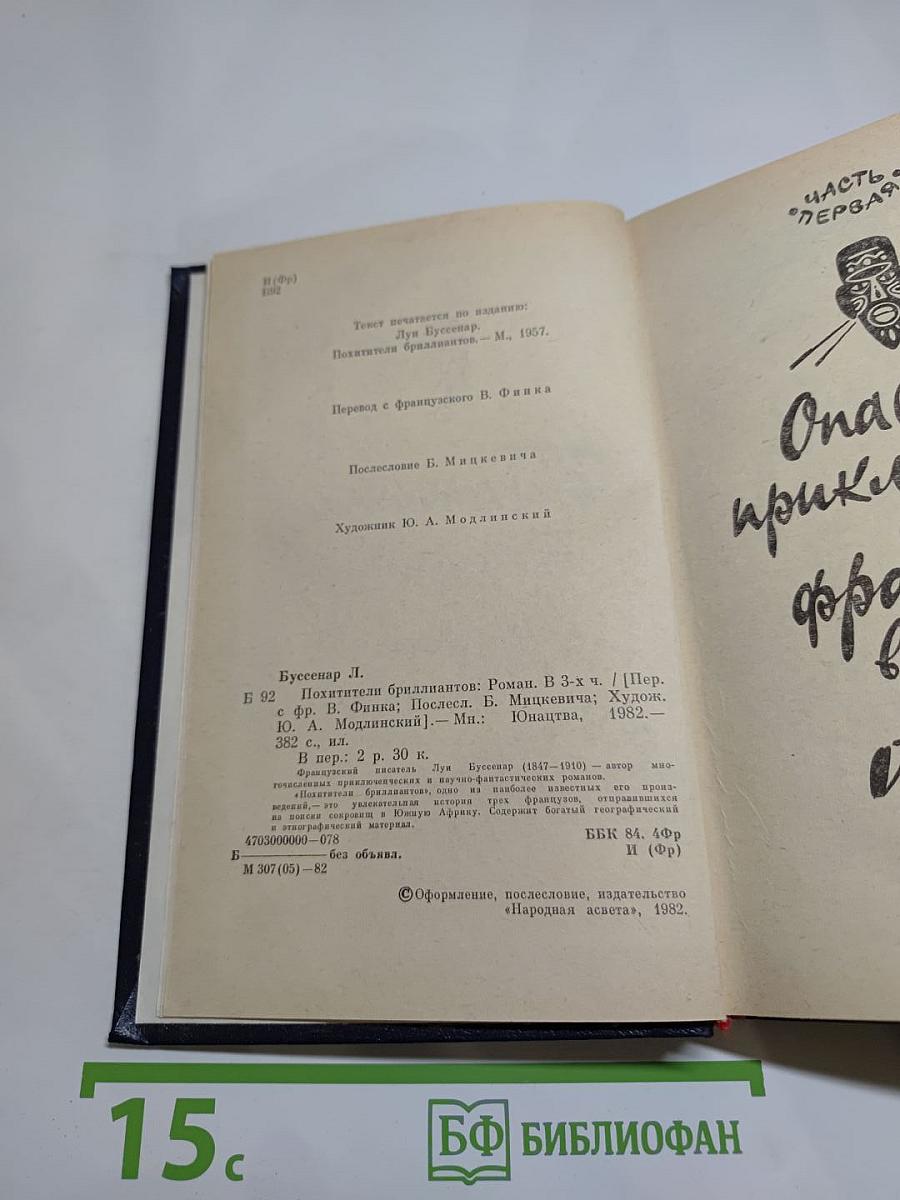 И (Фр)
Б92
Текст печатается по изданию:
Луи Буссенар.
Похитители бриллиантов.— М., 1957.
Перевод с французского В. Финка
Послесловие Б. Мицкевича
Художник Ю. А. Модлинский
Буссенар Л.
Б 92 Похитители бриллиантов: Роман. В 3-х ч. / [Пер.
с фр. В. Финка; Послесл. Б. Мицкевича; Худож.
Ю. А. Модлинский].— Мн.: Юнацтва, 1982.—
382 с., ил.
В пер.: 2 р. 30 к.
Французский писатель Луи Буссенар (1847—1910) — автор мно-
гочисленных приключенческих и научно-фантастических романов.
«Похитители бриллиантов», одно из наиболее известных его произ-
ведений,— это увлекательная история трех французов, отправившихся
на поиски сокровищ в Южную Африку. Содержит богатый географический
и этнографический материал.
4703000000—078
Б————без объявл.
М 307(05)—82
ББК 84. 4Фр
И (Фр)
©Оформление, послесловие, издательство
«Народная асвета», 1982.
ЧАСТЬ
ПЕРВАЯ
Опа
прикл
фра
в
15 с
БФ БИБЛИОФАН